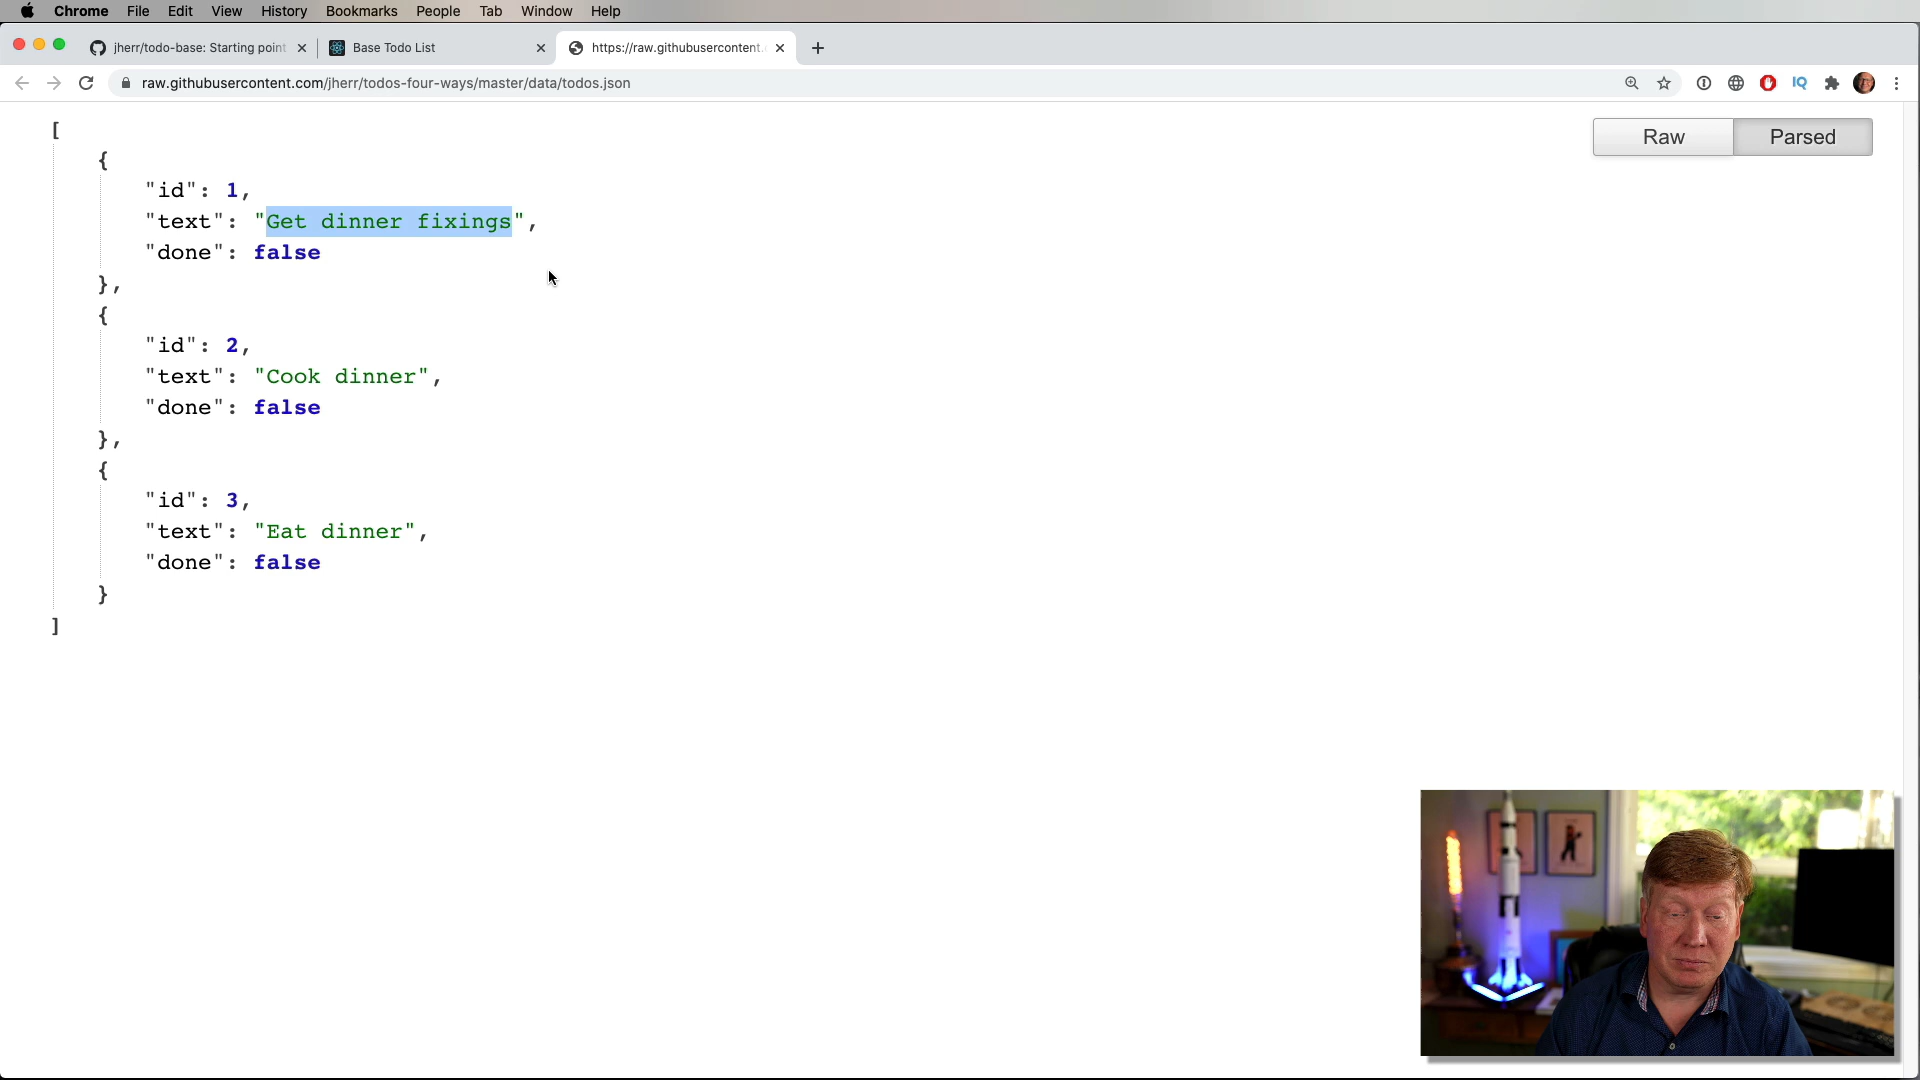 Chrome File Edit View History Bookmarks People Tab Window Help
jherr/todo-base: Starting point
Base Todo List
https://raw.githubusercontent.
raw.githubusercontent.com/jherr/todos-four-ways/master/data/todos.json
IQ
Raw Parsed
[
{
"id": 1,
"text": "Get dinner fixings",
"done": false
},
{
"id": 2,
"text": "Cook dinner",
"done": false
},
{
"id": 3,
"text": "Eat dinner",
"done": false
}
]